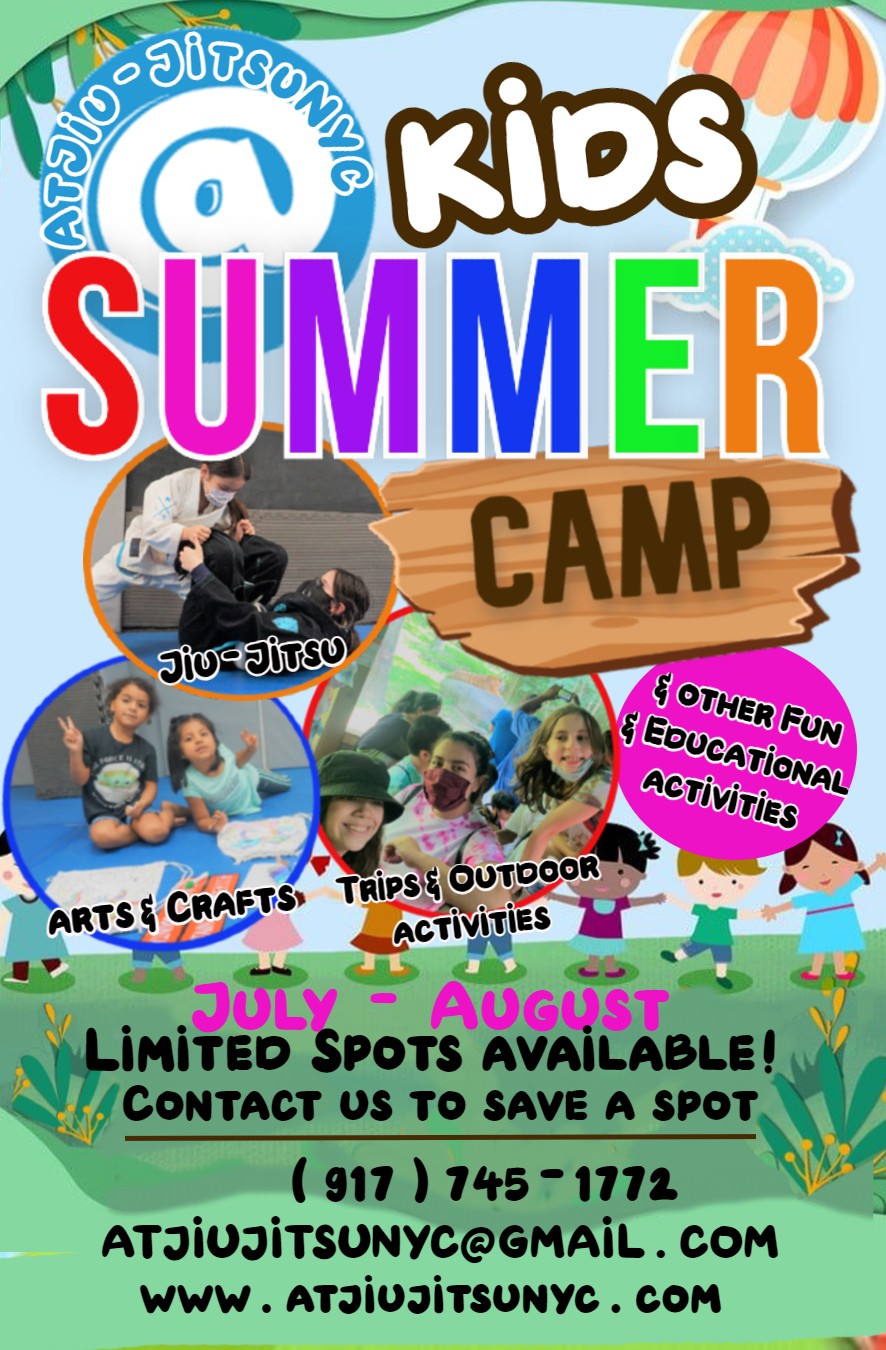 ATJiU-JiTSUNYC
@
KiDS
SUMMER
CAMP
Jiu-Jitsu
& other Fun
& Educational
activities
arts & Crafts
Trips & Outdoor
activities
July - August
Limited Spots available!
Contact us to save a spot
( 917 ) 745-1772
atjiujitsunyc@gmail.com
www.atjiujitsunyc.com